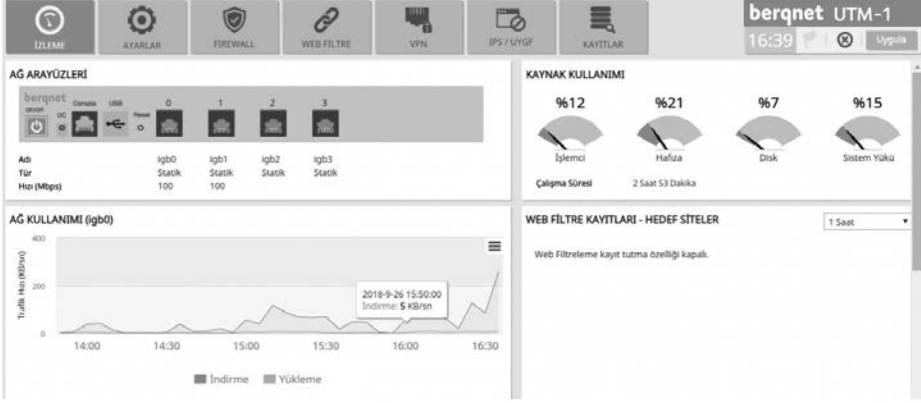 berqnet UTM-1
İZLEME AYARLAR FIREWALL WEB FİLTRE VPN IPS / UYGF KAYITLAR
16:39 Uygula
AĞ ARAYÜZLERİ
berqnet
on/off DC Console USB Reset 0 1 2 3
Adı igb0 igb1 igb2 igb3
Tür Statik Statik Statik Statik
Hızı (Mbps) 100 100
KAYNAK KULLANIMI
%12 %21 %7 %15
İşlemci Hafıza Disk Sistem Yükü
Çalışma Süresi 2 Saat 53 Dakika
AĞ KULLANIMI (igb0)
Trafik Hızı (KB/sn)
400
200
0
2018-9-26 15:50:00
İndirme: 5 KB/sn
14:00 14:30 15:00 15:30 16:00 16:30
İndirme Yükleme
WEB FİLTRE KAYITLARI - HEDEF SİTELER 1 Saat
Web Filtreleme kayıt tutma özelliği kapalı.